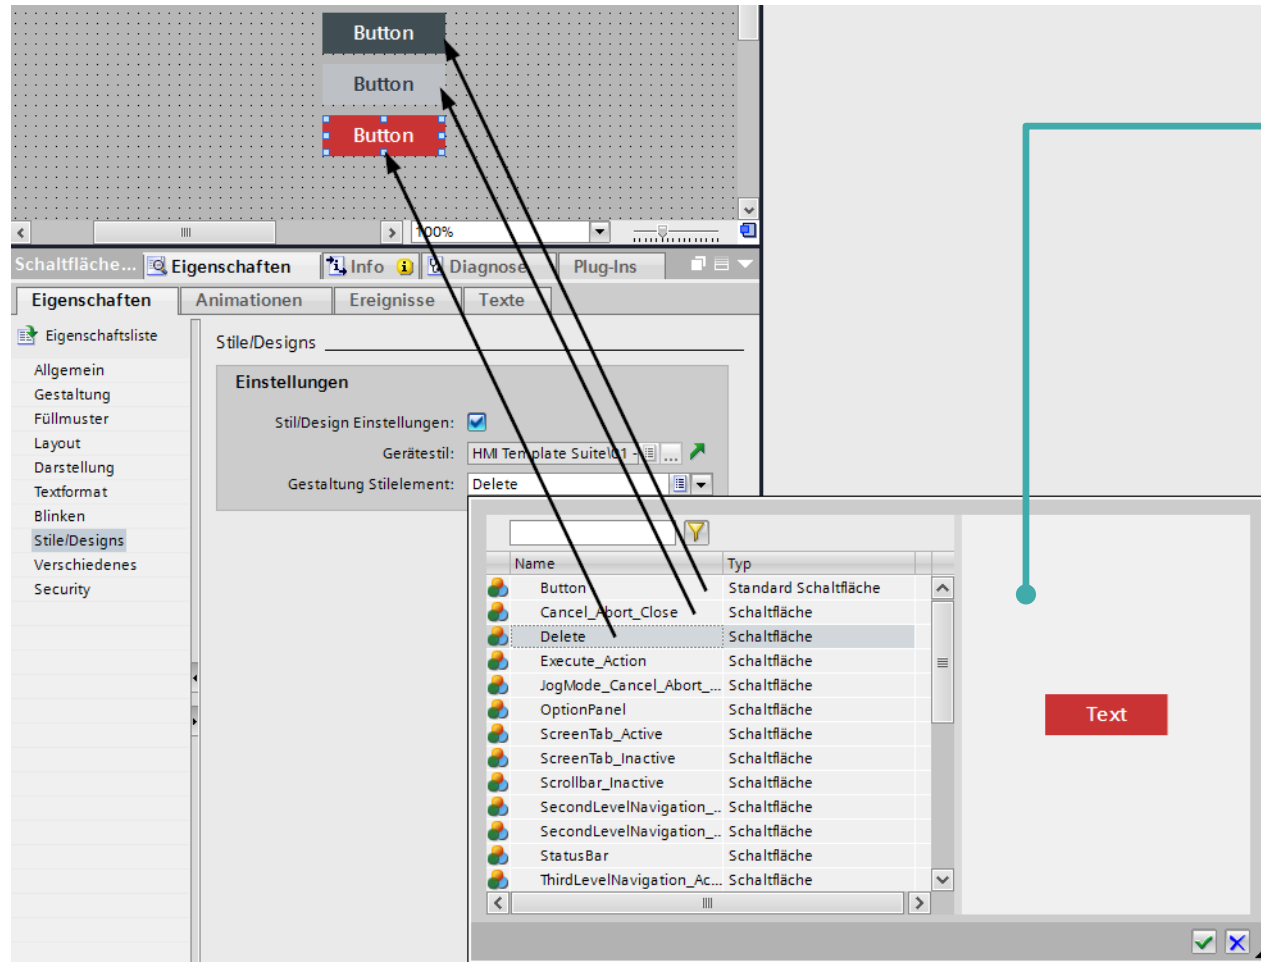 Button
Button
Button
100%
Schaltfläche...
Eigenschaften
Info
Diagnose
Plug-Ins
Eigenschaften
Animationen
Ereignisse
Texte
Eigenschaftsliste
Allgemein
Gestaltung
Füllmuster
Layout
Darstellung
Textformat
Blinken
Stile/Designs
Verschiedenes
Security
Stile/Designs
Einstellungen
Stil/Design Einstellungen:
Gerätestil: HMI Template Suite\01 - ...
Gestaltung Stilelement: Delete
Name Typ
Button Standard Schaltfläche
Cancel_Abort_Close Schaltfläche
Delete Schaltfläche
Execute_Action Schaltfläche
JogMode_Cancel_Abort_... Schaltfläche
OptionPanel Schaltfläche
ScreenTab_Active Schaltfläche
ScreenTab_Inactive Schaltfläche
Scrollbar_Inactive Schaltfläche
SecondLevelNavigation_... Schaltfläche
SecondLevelNavigation_... Schaltfläche
StatusBar Schaltfläche
ThirdLevelNavigation_Ac... Schaltfläche
Text